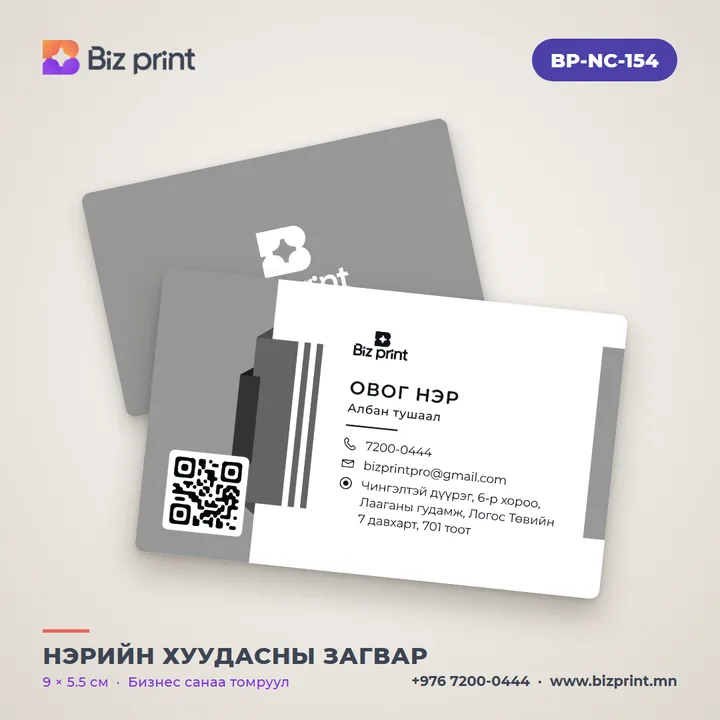 Biz print
BP-NC-154
Biz print
ОВОГ НЭР
Албан тушаал
7200-0444
bizprintpro@gmail.com
Чингэлтэй дүүрэг, 6-р хороо,
Лааганы гудамж, Логос Төвийн
7 давхарт, 701 тоот
НЭРИЙН ХУУДАСНЫ ЗАГВАР
9 × 5.5 см · Бизнес санаа томруул
+976 7200-0444 · www.bizprint.mn